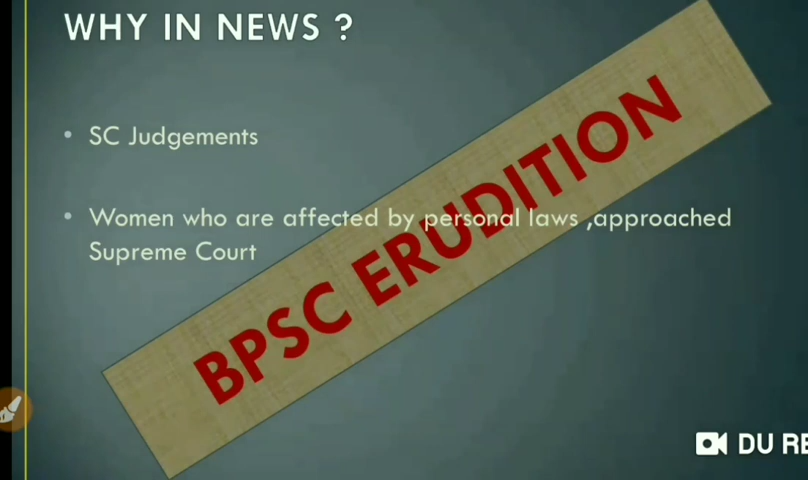 WHY IN NEWS ?
• SC Judgements
• Women who are affected by personal laws ,approached
Supreme Court
BPSC ERUDITION
DU RE